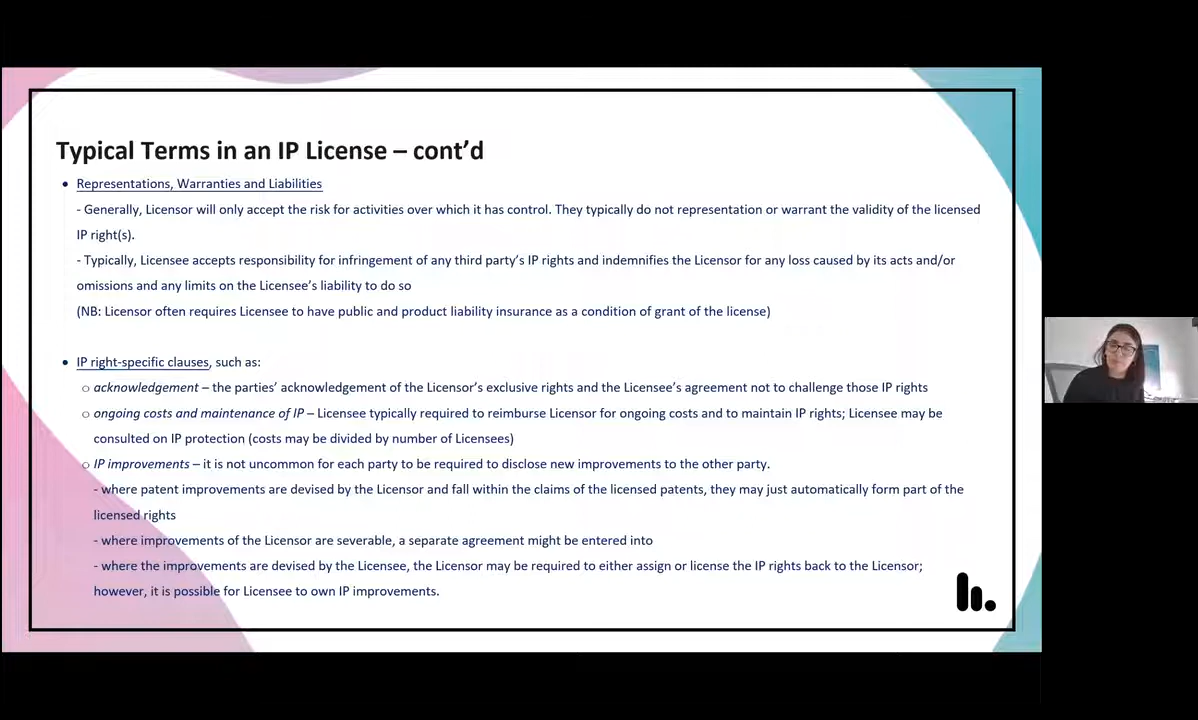 Typical Terms in an IP License – cont’d
• Representations, Warranties and Liabilities
- Generally, Licensor will only accept the risk for activities over which it has control. They typically do not representation or warrant the validity of the licensed
IP right(s).
- Typically, Licensee accepts responsibility for infringement of any third party’s IP rights and indemnifies the Licensor for any loss caused by its acts and/or
omissions and any limits on the Licensee’s liability to do so
(NB: Licensor often requires Licensee to have public and product liability insurance as a condition of grant of the license)
• IP right-specific clauses, such as:
o acknowledgement – the parties’ acknowledgement of the Licensor’s exclusive rights and the Licensee’s agreement not to challenge those IP rights
o ongoing costs and maintenance of IP – Licensee typically required to reimburse Licensor for ongoing costs and to maintain IP rights; Licensee may be
consulted on IP protection (costs may be divided by number of Licensees)
o IP improvements – it is not uncommon for each party to be required to disclose new improvements to the other party.
- where patent improvements are devised by the Licensor and fall within the claims of the licensed patents, they may just automatically form part of the
licensed rights
- where improvements of the Licensor are severable, a separate agreement might be entered into
- where the improvements are devised by the Licensee, the Licensor may be required to either assign or license the IP rights back to the Licensor;
however, it is possible for Licensee to own IP improvements.